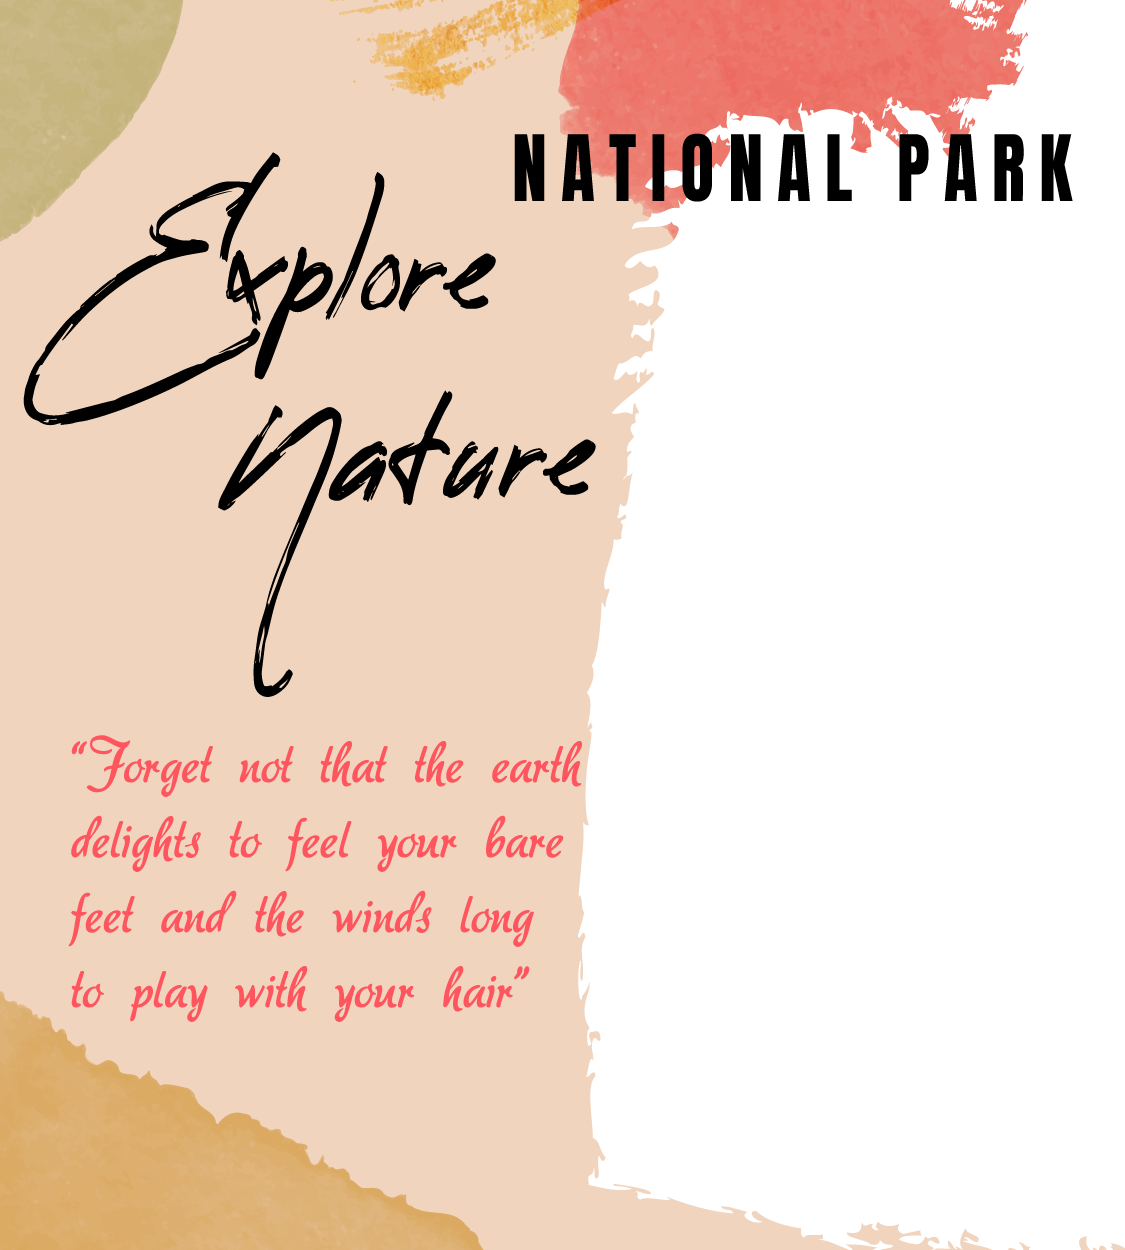 NATIONAL PARK
Explore
Nature
“Forget not that the earth
delights to feel your bare
feet and the winds long
to play with your hair”